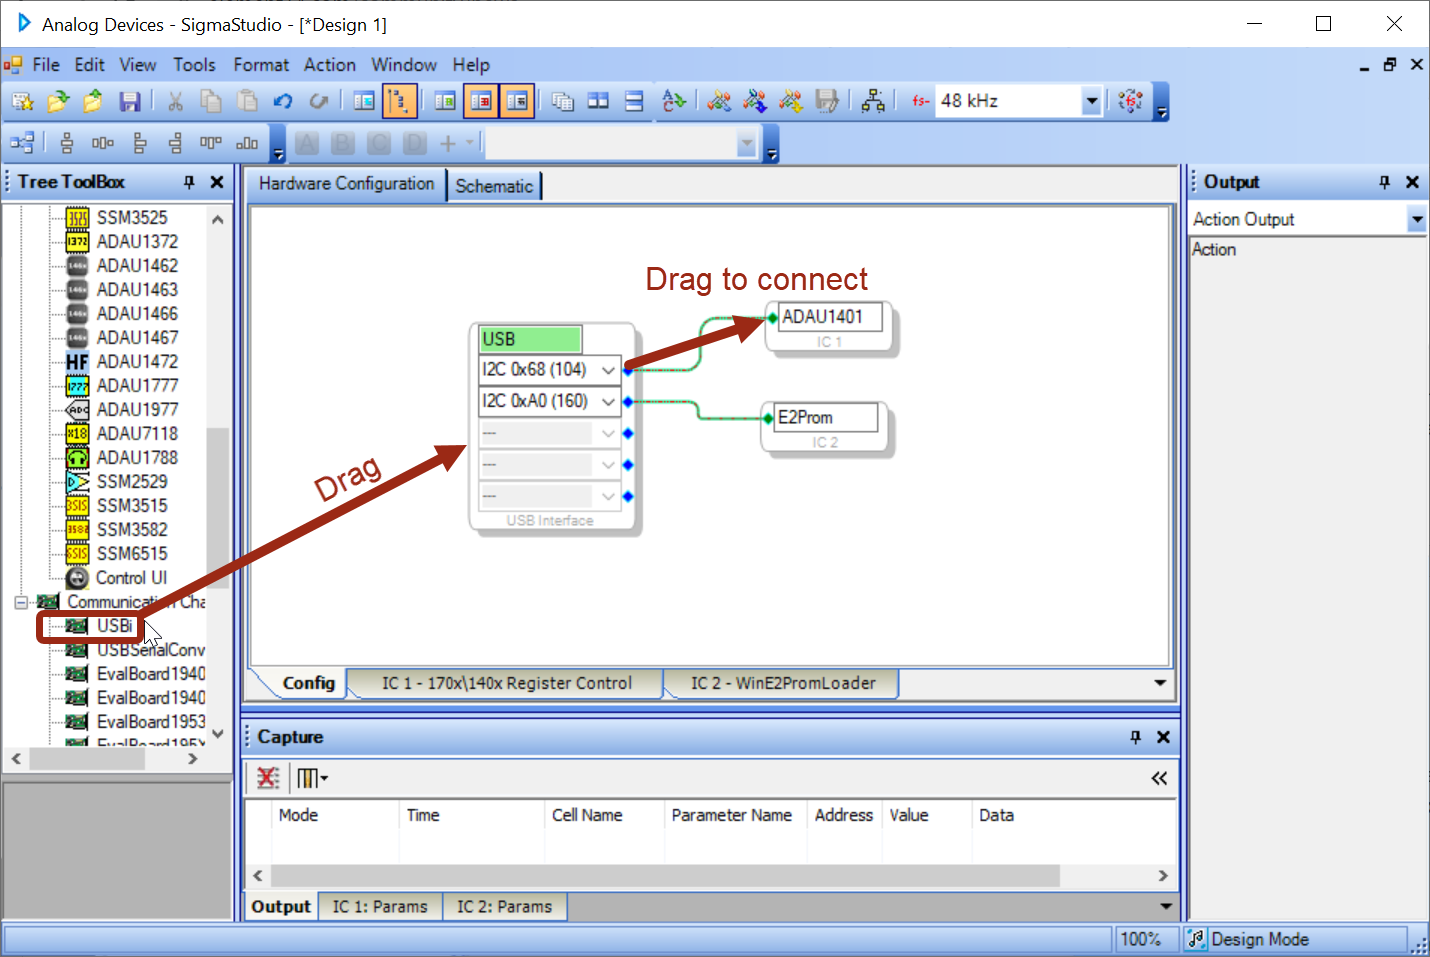 Analog Devices - SigmaStudio - [*Design 1]
File Edit View Tools Format Action Window Help
fs- 48 kHz
A B C D
Tree ToolBox
SSM3525
ADAU1372
ADAU1462
ADAU1463
ADAU1466
ADAU1467
HF ADAU1472
ADAU1777
ADAU1977
ADAU7118
ADAU1788
SSM2529
SSM3515
SSM3582
SSM6515
Control UI
Communication Cha
USBi
USBSerialConv
EvalBoard1940
EvalBoard1940
EvalBoard1953
EvalBoard195X
Hardware Configuration Schematic
Drag to connect
USB
I2C 0x68 (104)
I2C 0xA0 (160)
---
---
---
USB Interface
ADAU1401
IC 1
E2Prom
IC 2
Drag
Config IC 1 - 170x\140x Register Control IC 2 - WinE2PromLoader
Capture
Mode Time Cell Name Parameter Name Address Value Data
Output IC 1: Params IC 2: Params
Output
Action Output
Action
100% Design Mode